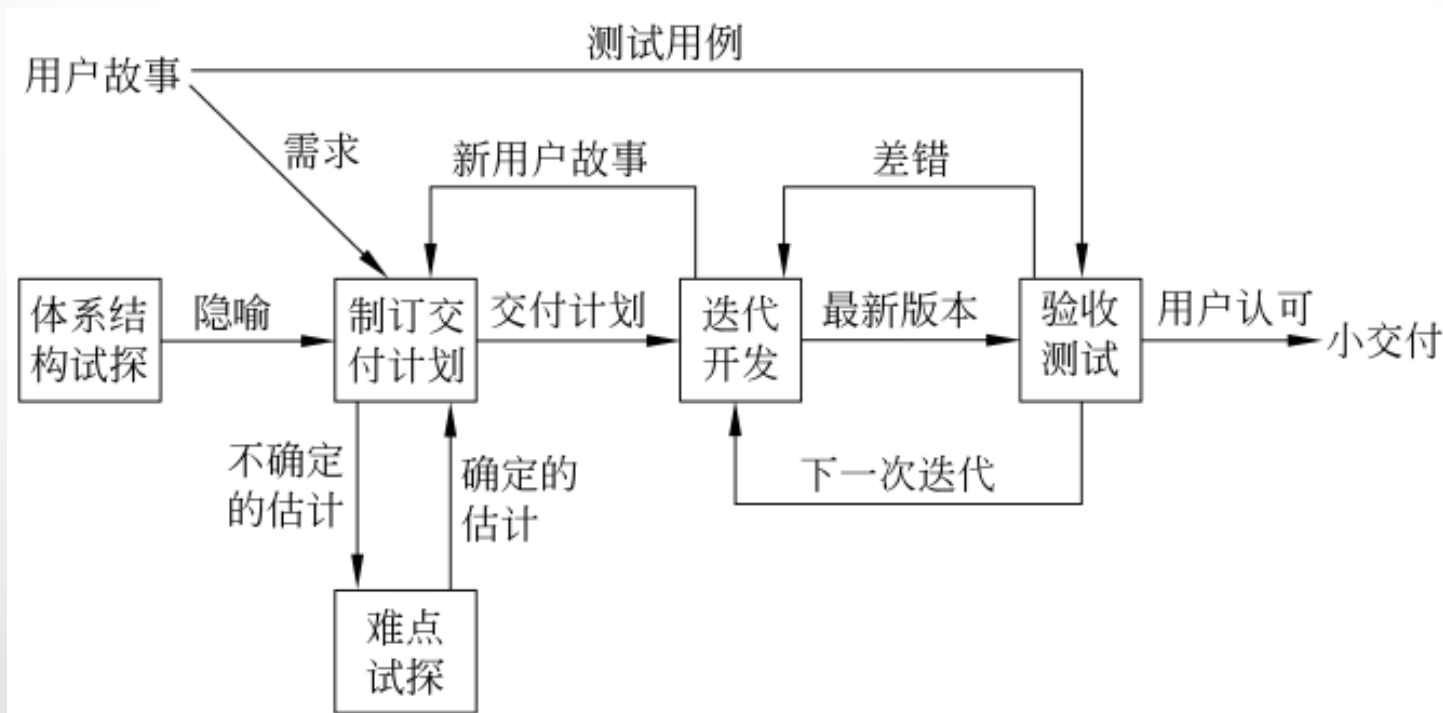 测试用例
用户故事
需求
新用户故事
差错
体系结
构试探
隐喻
制订交
付计划
交付计划
迭代
开发
最新版本
验收
测试
用户认可
小交付
不确定
的估计
确定的
估计
下一次迭代
难点
试探